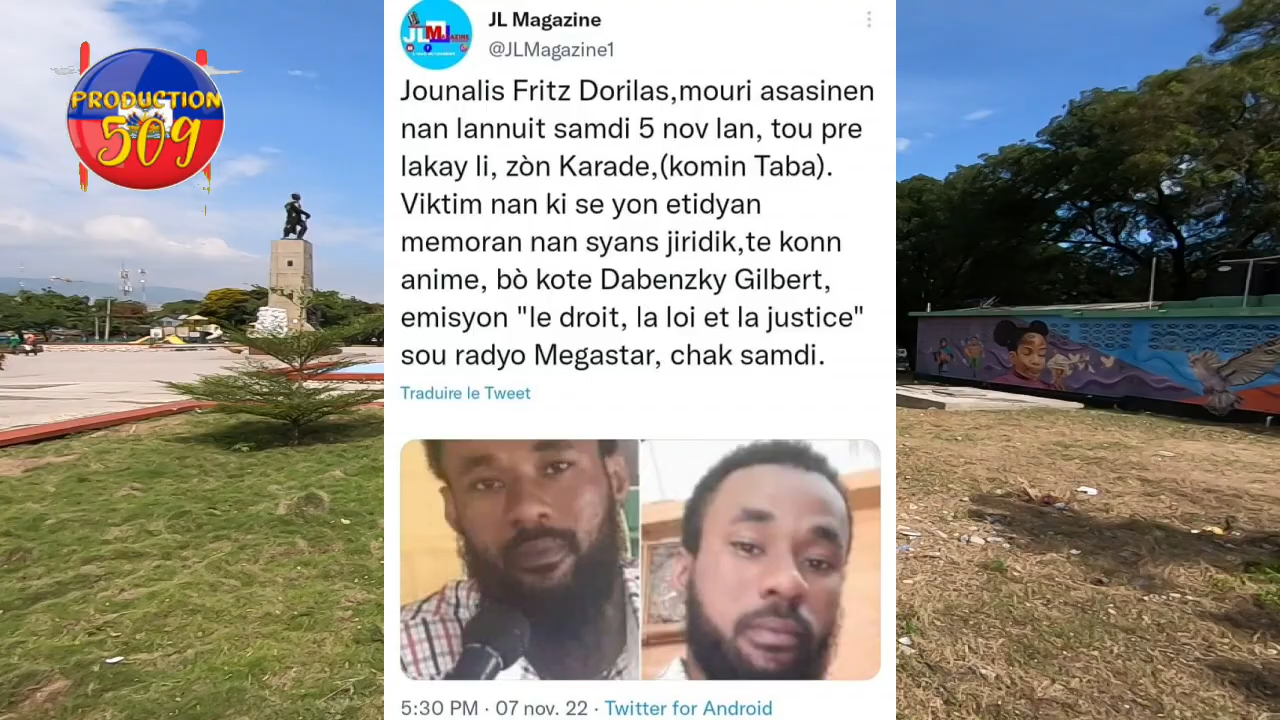 PRODUCTION
509
JL Magazine
@JLMagazine1
Jounalis Fritz Dorilas,mouri asasinen
nan lannuit samdi 5 nov lan, tou pre
lakay li, zòn Karade,(komin Taba).
Viktim nan ki se yon etidyan
memoran nan syans jiridik,te konn
anime, bò kote Dabenzky Gilbert,
emisyon "le droit, la loi et la justice"
sou radyo Megastar, chak samdi.
Traduire le Tweet
5:30 PM · 07 nov. 22 · Twitter for Android